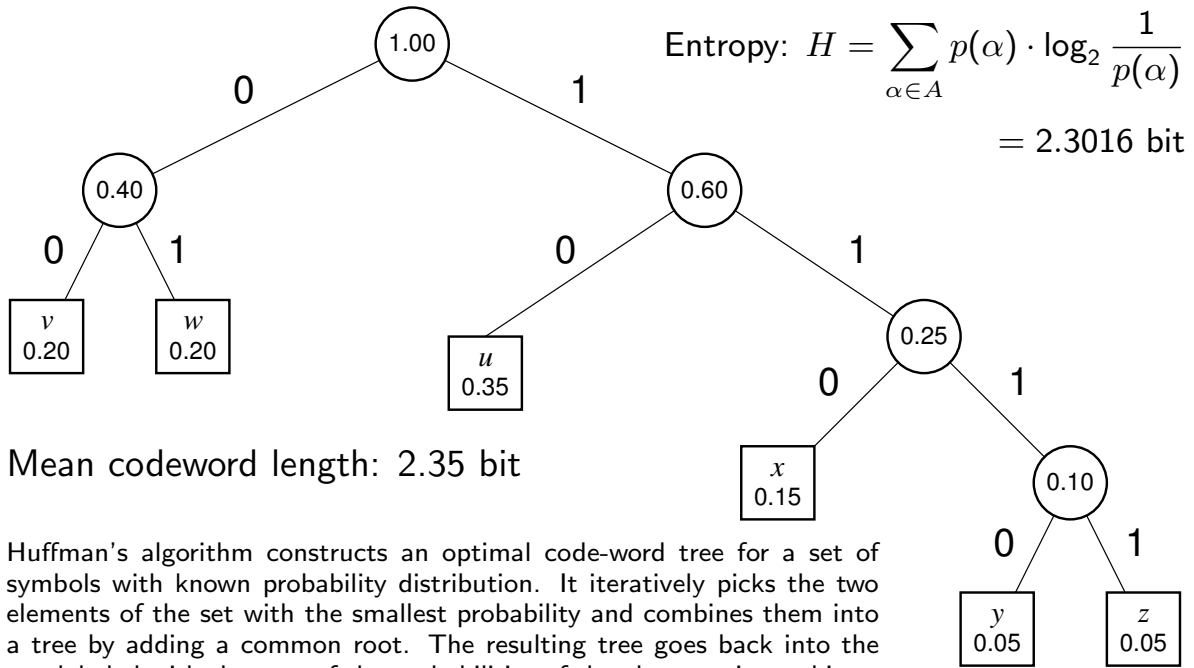 1.00
Entropy: H = ∑ α∈A p(α) · log₂ 1/p(α)
= 2.3016 bit
0 1
0.40 0.60
0 1 0 1
v
0.20
w
0.20
u
0.35
0.25
0 1
Mean codeword length: 2.35 bit
x
0.15
0.10
0 1
y
0.05
z
0.05
Huffman's algorithm constructs an optimal code-word tree for a set of
symbols with known probability distribution. It iteratively picks the two
elements of the set with the smallest probability and combines them into
a tree by adding a common root. The resulting tree goes back into the